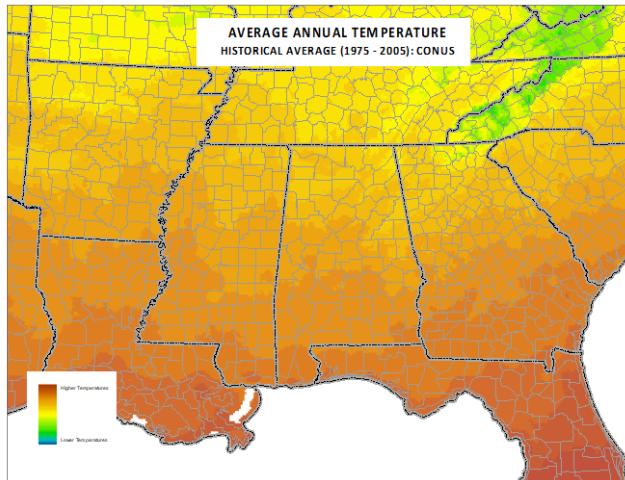 AVERAGE ANNUAL TEMPERATURE
HISTORICAL AVERAGE (1975 - 2005): CONUS
Higher Temperatures
Lower Temperatures